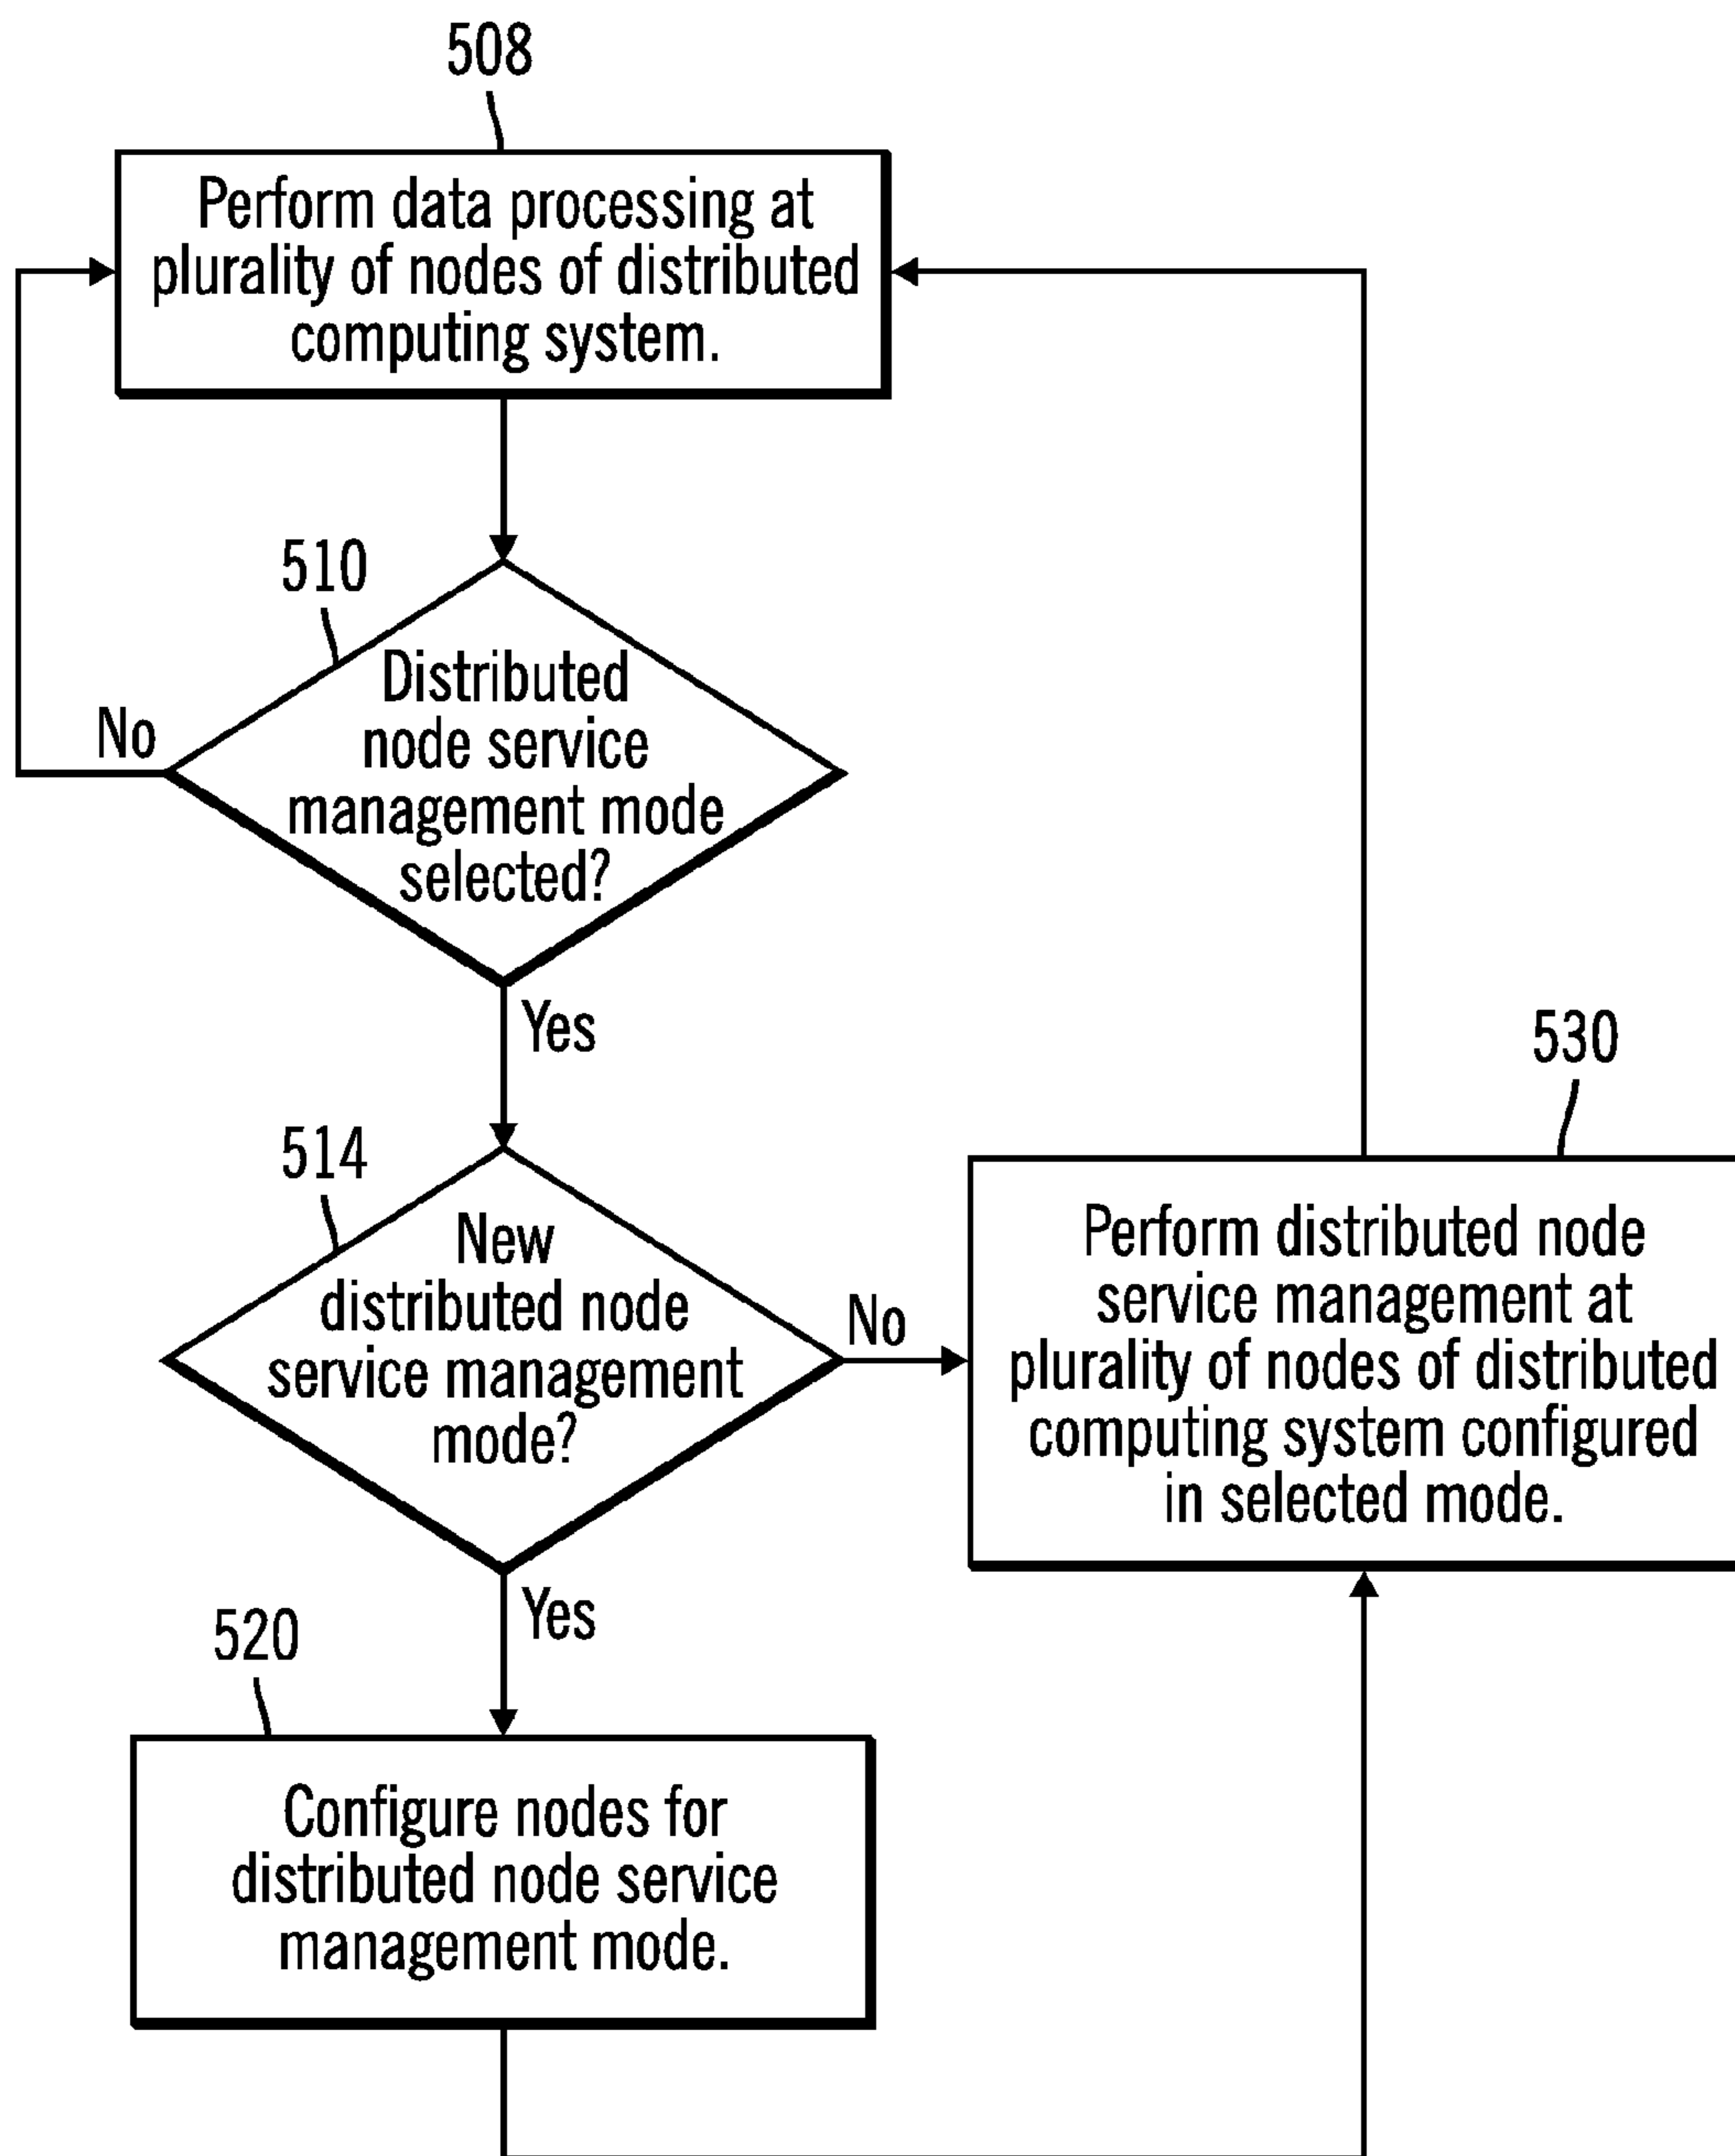 508
Perform data processing at
plurality of nodes of distributed
computing system.
510
Distributed
node service
management mode
selected?
No
Yes
514
New
distributed node
service management
mode?
No
Yes
530
Perform distributed node
service management at
plurality of nodes of distributed
computing system configured
in selected mode.
520
Configure nodes for
distributed node service
management mode.